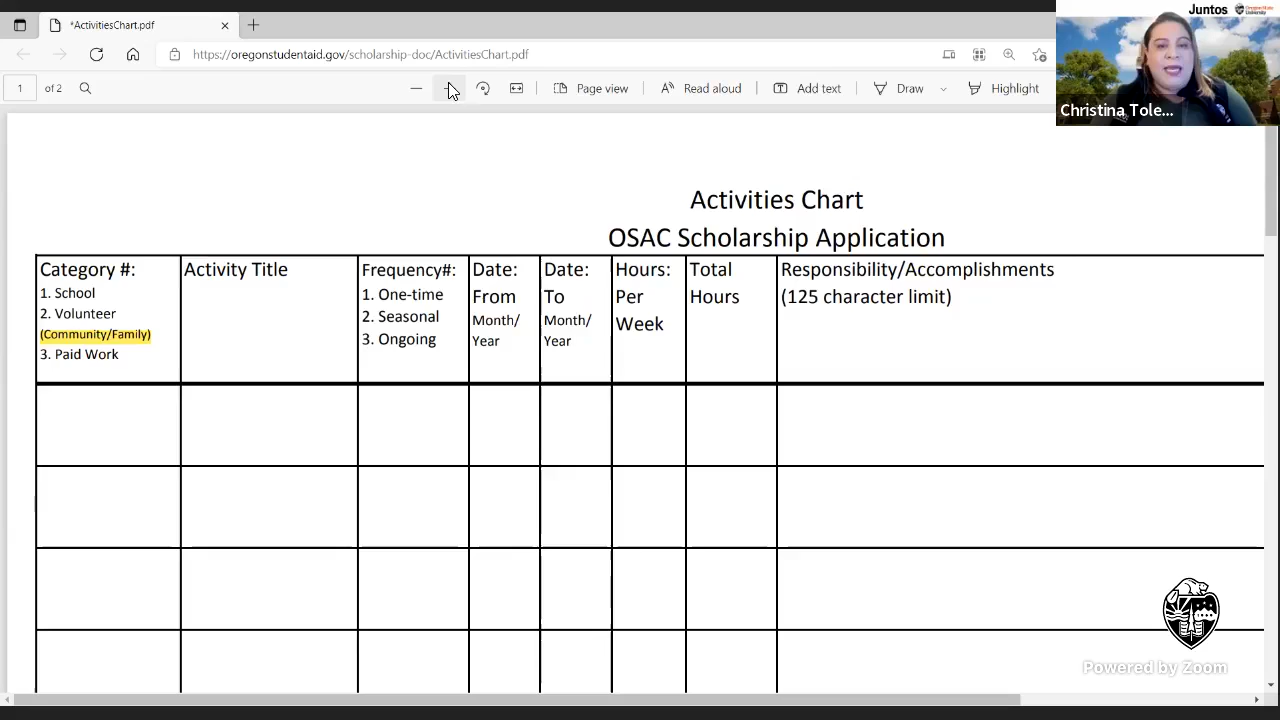 Juntos Oregon State University
*ActivitiesChart.pdf
https://oregonstudentaid.gov/scholarship-doc/ActivitiesChart.pdf
1 of 2
Page view
Read aloud
Add text
Draw
Highlight
Christina Tole...
Activities Chart
OSAC Scholarship Application
Category #:
1. School
2. Volunteer
(Community/Family)
3. Paid Work
Activity Title
Frequency#:
1. One-time
2. Seasonal
3. Ongoing
Date:
From
Month/
Year
Date:
To
Month/
Year
Hours:
Per
Week
Total
Hours
Responsibility/Accomplishments
(125 character limit)
Powered by Zoom